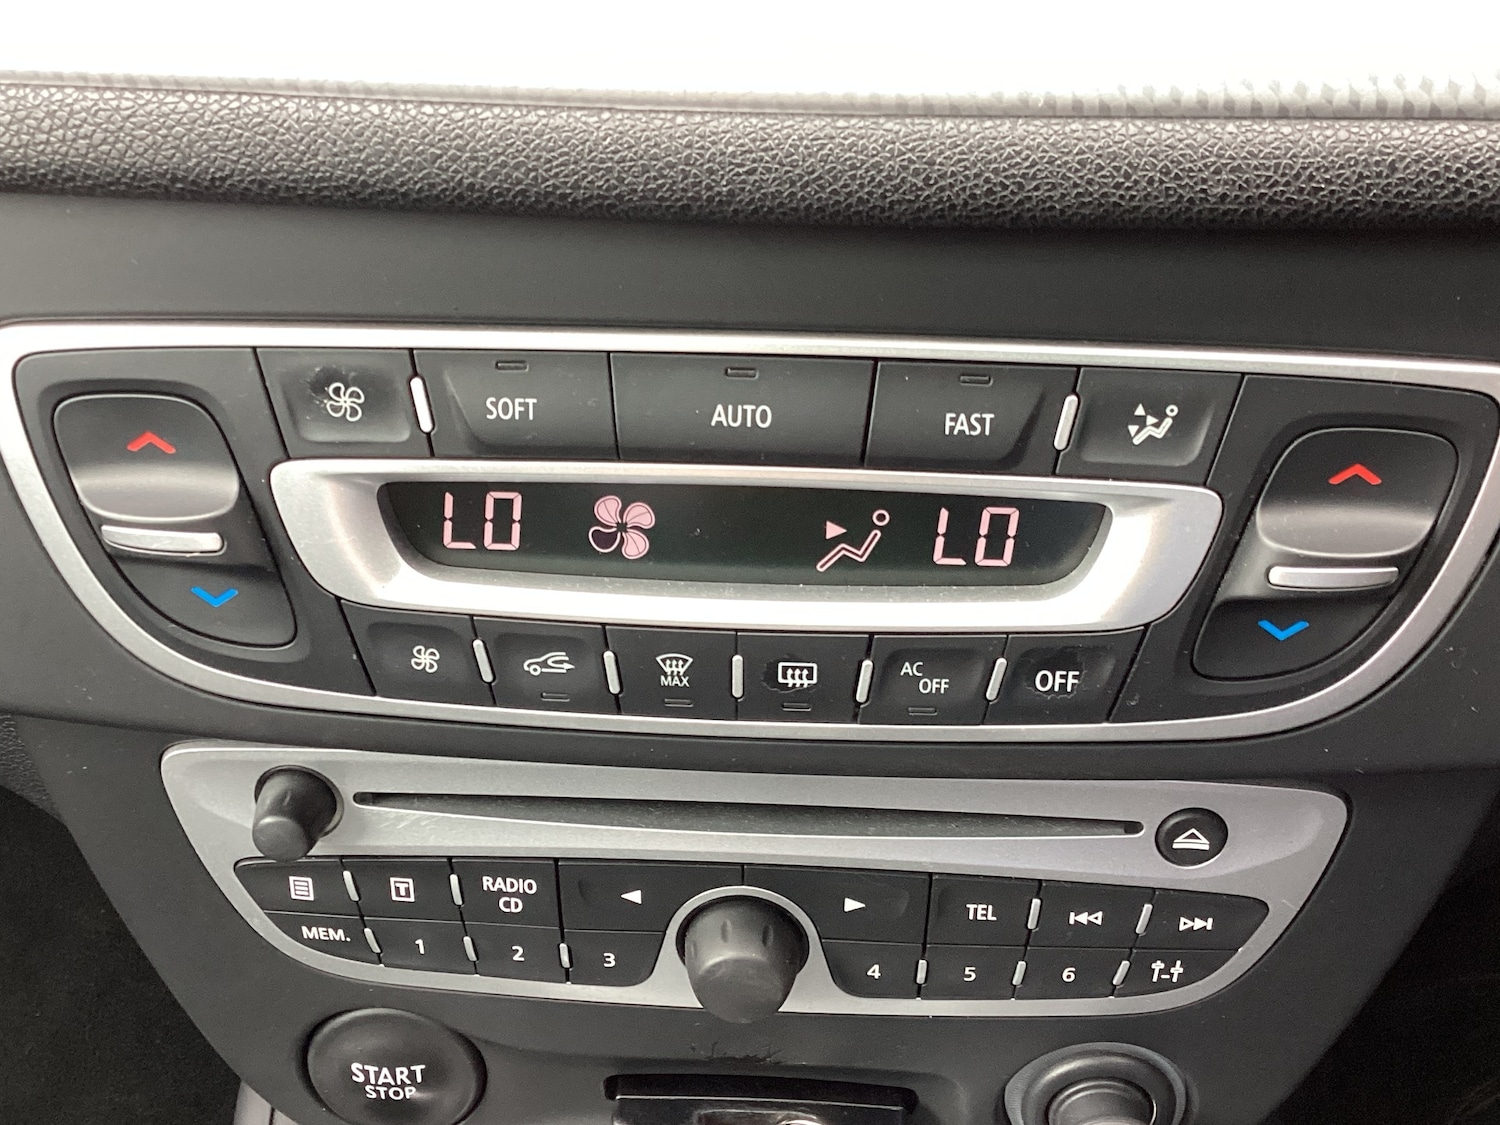 SOFT
AUTO
FAST
LO
LO
MAX
AC
OFF
OFF
T
RADIO
CD
TEL
MEM.
1
2
3
4
5
6
START
STOP